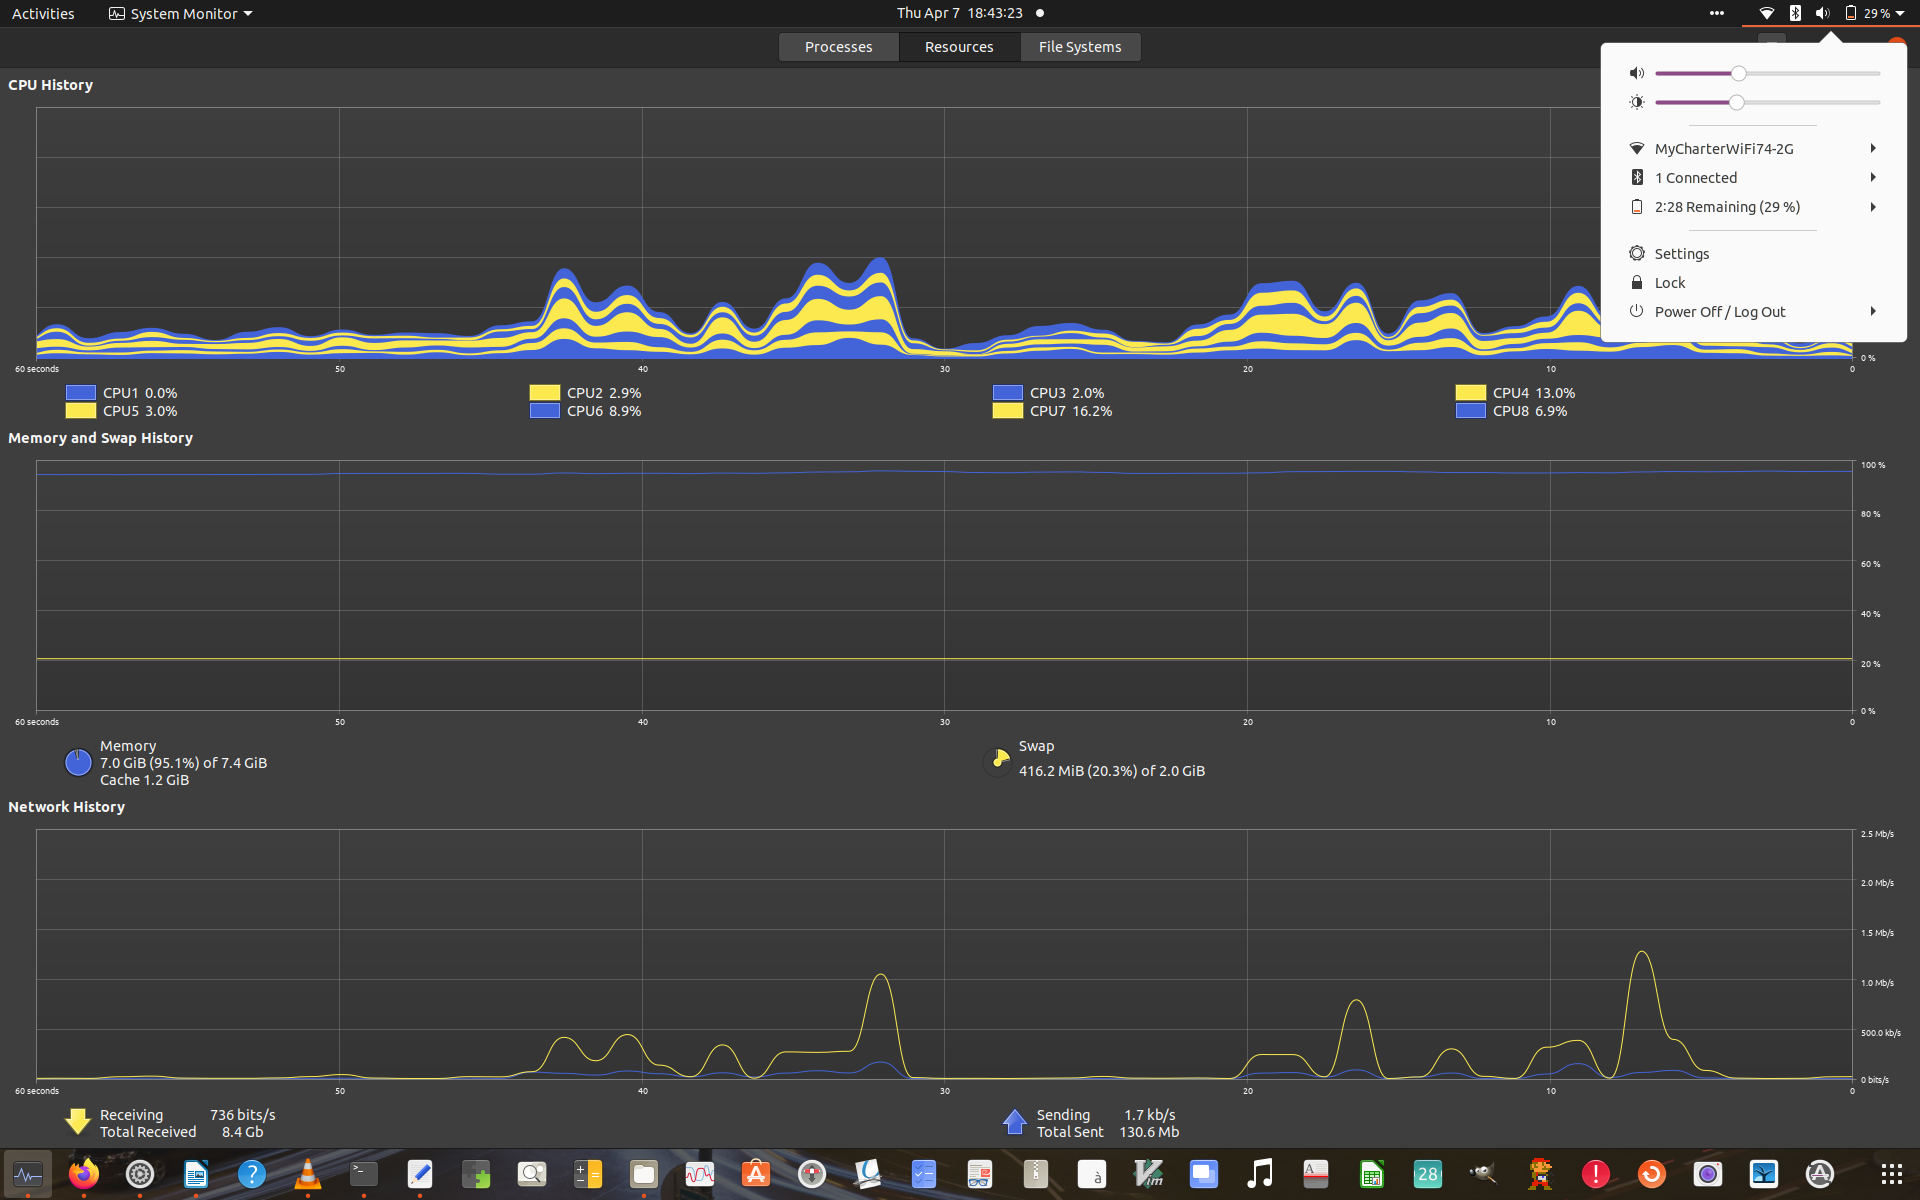 Activities
System Monitor
Thu Apr 7 18:43:23
29 %
Processes
Resources
File Systems
CPU History
MyCharterWiFi74-2G
1 Connected
2:28 Remaining (29 %)
Settings
Lock
Power Off / Log Out
0 %
60 seconds 50 40 30 20 10 0
CPU1 0.0% CPU2 2.9% CPU3 2.0% CPU4 13.0%
CPU5 3.0% CPU6 8.9% CPU7 16.2% CPU8 6.9%
Memory and Swap History
100 %
80 %
60 %
40 %
20 %
0 %
60 seconds 50 40 30 20 10 0
Memory
7.0 GiB (95.1%) of 7.4 GiB
Cache 1.2 GiB
Swap
416.2 MiB (20.3%) of 2.0 GiB
Network History
2.5 Mb/s
2.0 Mb/s
1.5 Mb/s
1.0 Mb/s
500.0 kb/s
0 bits/s
60 seconds 50 40 30 20 10 0
Receiving 736 bits/s
Total Received 8.4 Gb
Sending 1.7 kb/s
Total Sent 130.6 Mb
à
Vim
A
28